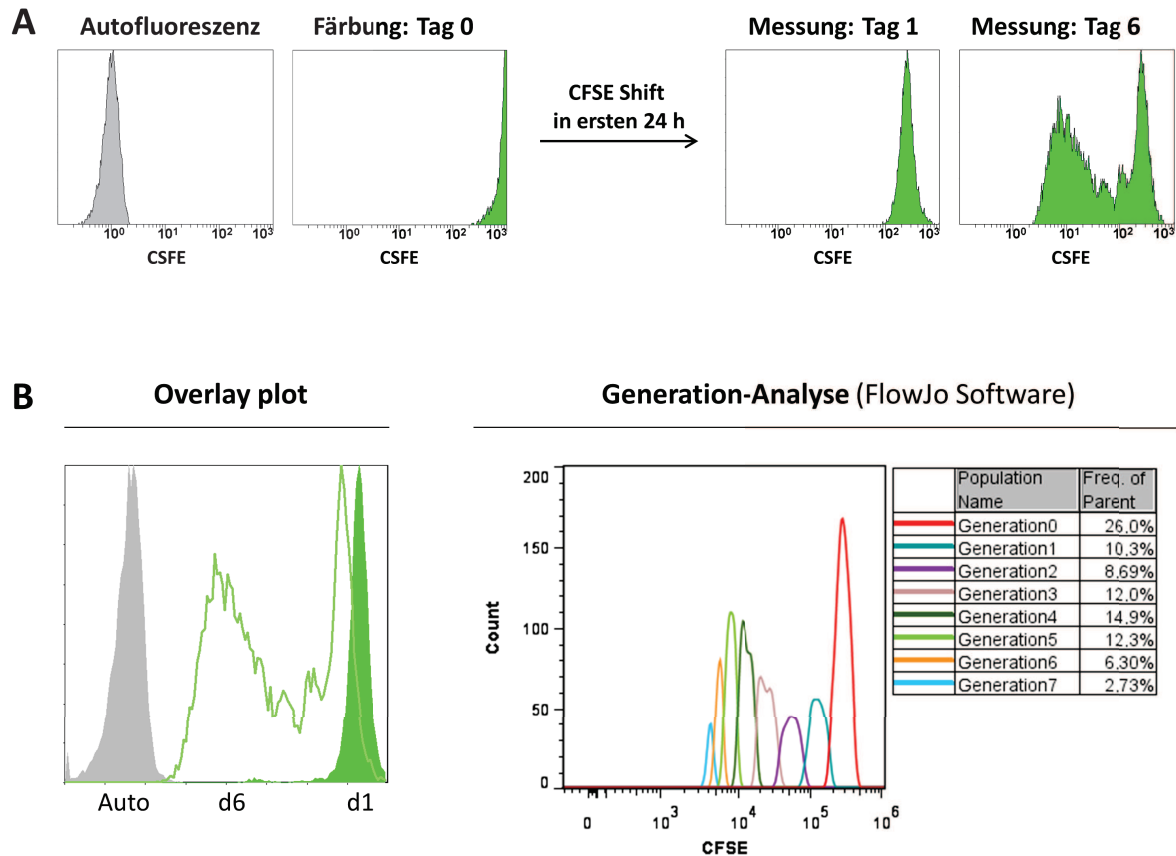 A
Autofluoreszenz
Färbung: Tag 0
Messung: Tag 1
Messung: Tag 6
CFSE Shift
in ersten 24 h
10⁰ 10¹ 10² 10³
CSFE
10⁰ 10¹ 10² 10³
CSFE
10⁰ 10¹ 10² 10³
CSFE
10⁰ 10¹ 10² 10³
CSFE
B
Overlay plot
Auto d6 d1
Generation-Analyse (FlowJo Software)
200
150
100
50
0
Count
0 10³ 10⁴ 10⁵ 10⁶
CFSE
Population Name Freq. of Parent
Generation0 26.0%
Generation1 10.3%
Generation2 8.69%
Generation3 12.0%
Generation4 14.9%
Generation5 12.3%
Generation6 6.30%
Generation7 2.73%